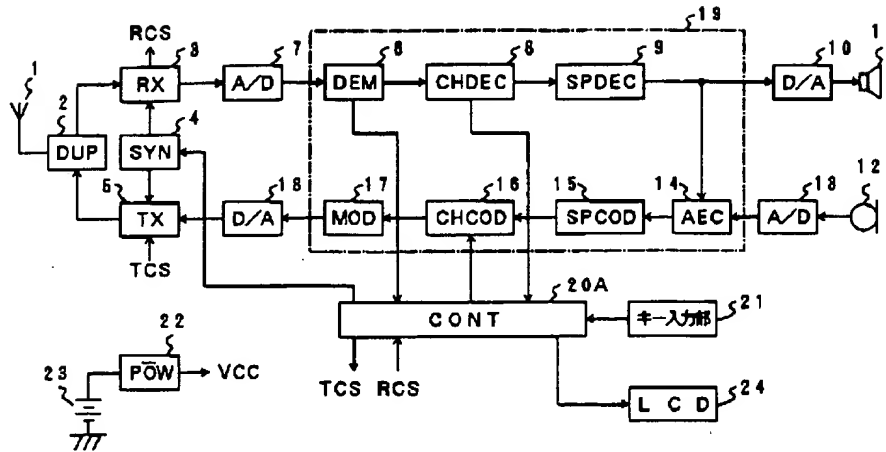 19
RCS
3
7
6
8
9
10
1
1
RX
A/D
DEM
CHDEC
SPDEC
D/A
2
4
DUP
SYN
5
18
17
16
15
14
13
12
TX
D/A
MOD
CHCOD
SPCOD
AEC
A/D
TCS
20A
21
CONT
キー入力部
22
23
POW
VCC
TCS RCS
24
LCD